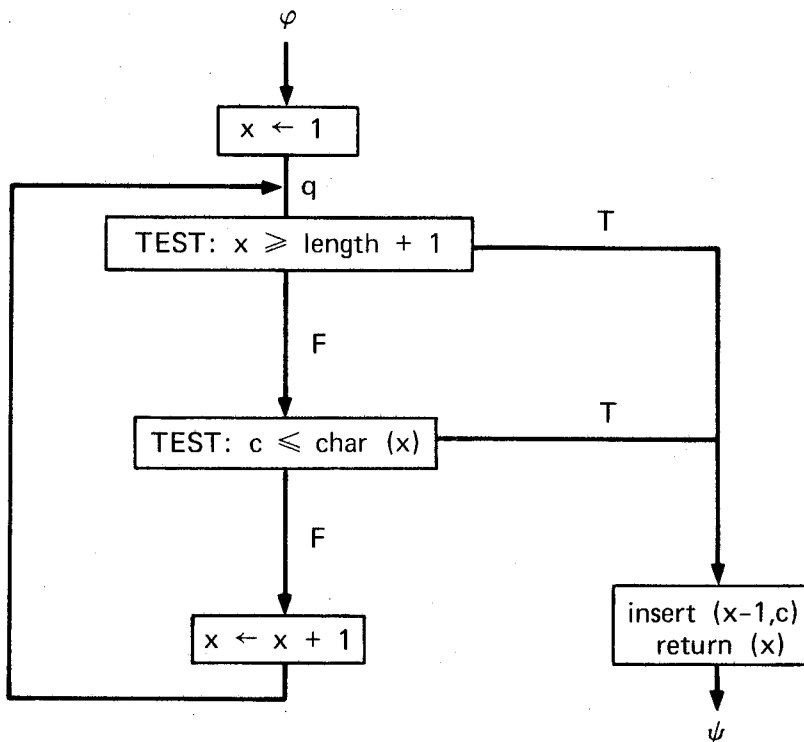 φ
x ← 1
q
TEST: x ⩾ length + 1
T
F
TEST: c ⩽ char (x)
T
F
x ← x + 1
insert (x-1,c)
return (x)
ψ